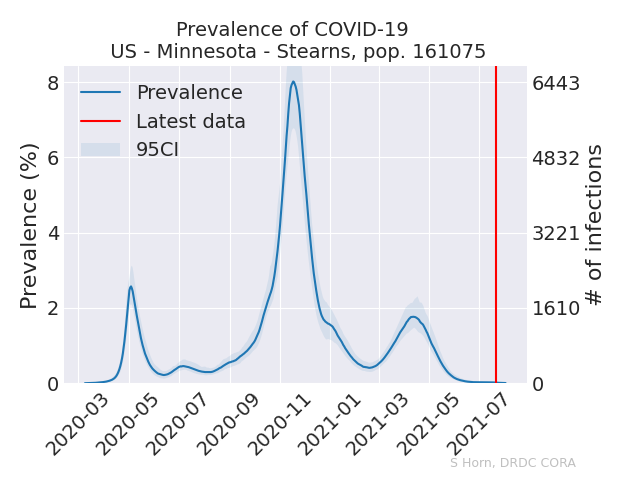 Prevalence of COVID-19
US - Minnesota - Stearns, pop. 161075
Prevalence
Latest data
95CI
Prevalence (%)
8
6
4
2
0
6443
4832
3221
1610
0
# of infections
2020-03
2020-05
2020-07
2020-09
2020-11
2021-01
2021-03
2021-05
2021-07
S Horn, DRDC CORA